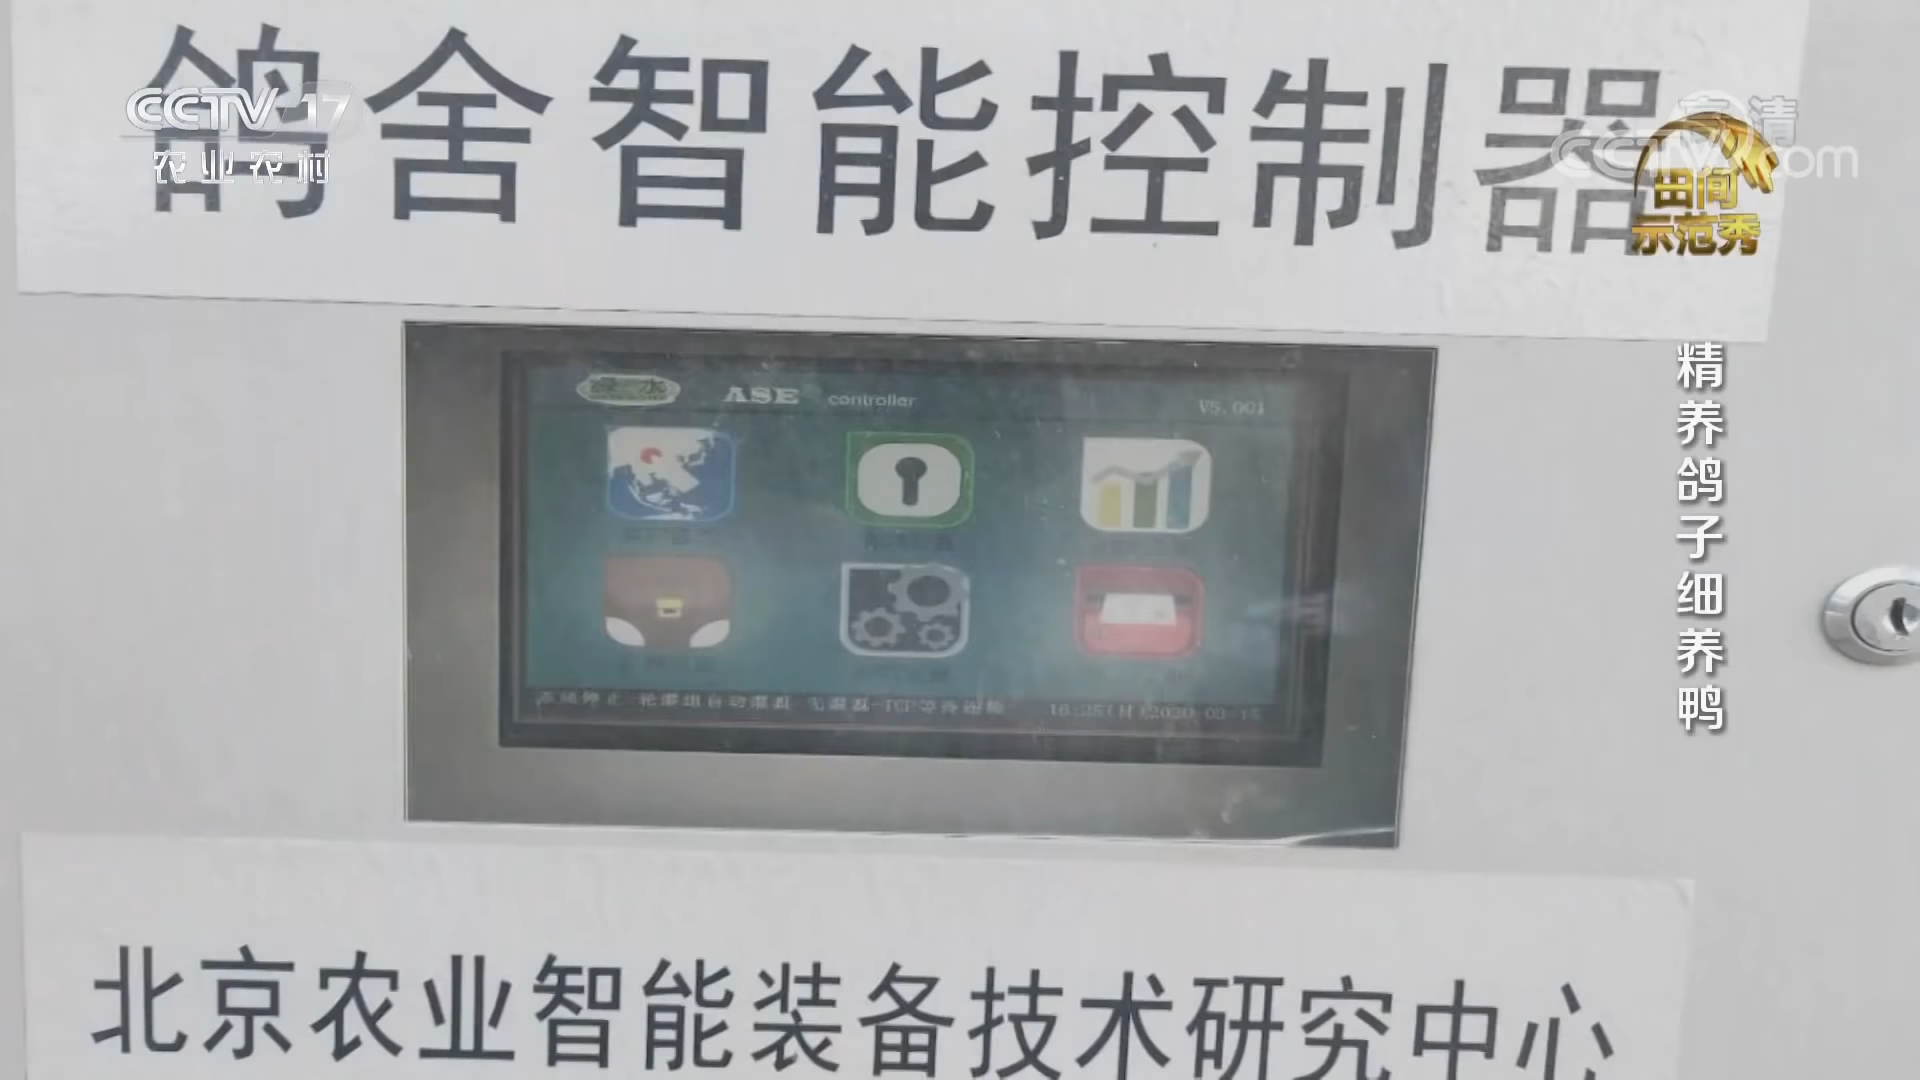 鸽舍智能控制器
CCTV 17
农业农村
高清
CCTV.com
田间
示范秀
精养鸽子细养鸭
ASE controller V5.001
北京农业智能装备技术研究中心